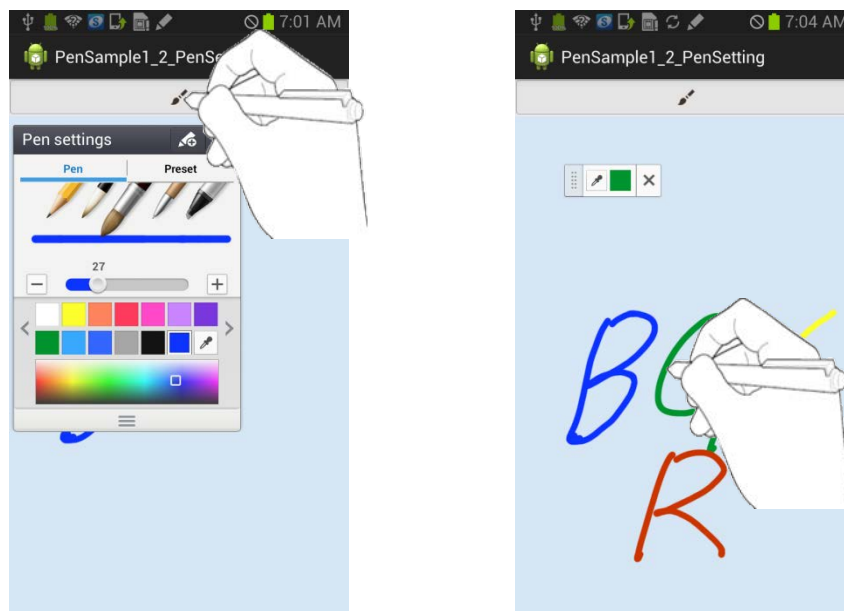 7:01 AM
PenSample1_2_PenSe
Pen settings
Pen
Preset
27
7:04 AM
PenSample1_2_PenSetting
B
R